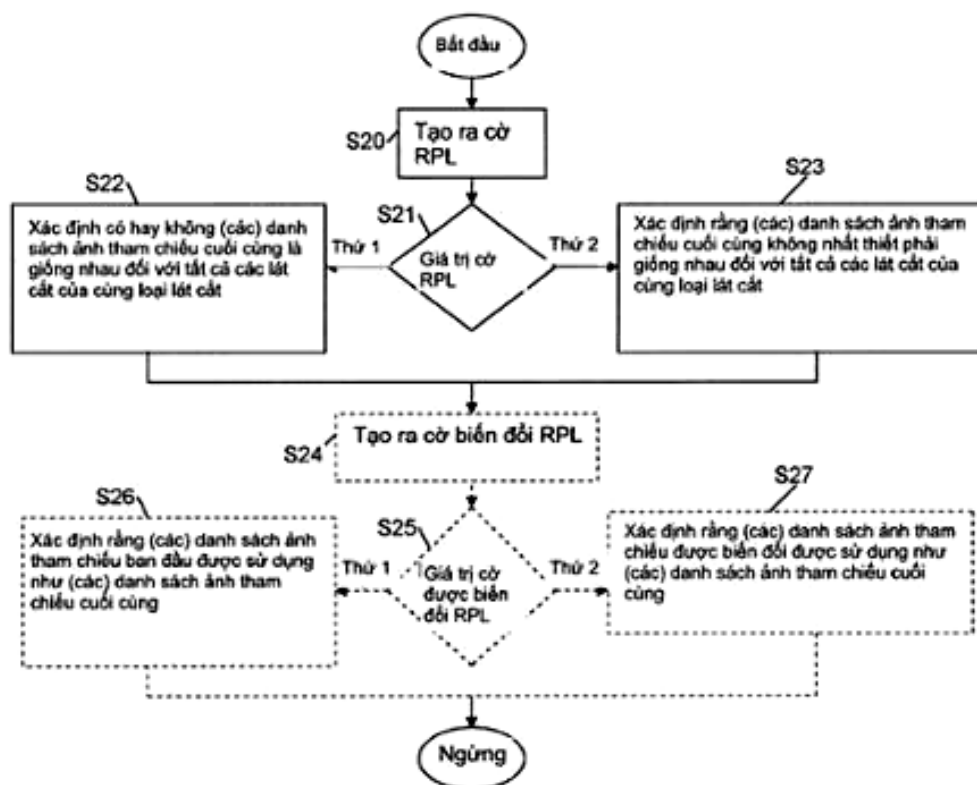 Bắt đầu
S20
Tạo ra cờ
RPL
S22
Xác định có hay không (các) danh
sách ảnh tham chiếu cuối cùng là
giống nhau đối với tất cả các lát
cắt của cùng loại lát cắt
Thứ 1
S21
Giá trị cờ
RPL
Thứ 2
S23
Xác định rằng (các) danh sách ảnh tham
chiếu cuối cùng không nhất thiết phải
giống nhau đối với tất cả các lát cắt của
cùng loại lát cắt
S24
Tạo ra cờ biến đổi RPL
S26
Xác định rằng (các) danh sách ảnh
tham chiếu ban đầu được sử dụng
như (các) danh sách ảnh tham
chiếu cuối cùng
Thứ 1
S25
Giá trị cờ
được biến
đổi RPL
Thứ 2
S27
Xác định rằng (các) danh sách ảnh tham
chiếu được biến đổi được sử dụng như
(các) danh sách ảnh tham chiếu cuối
cùng
Ngừng